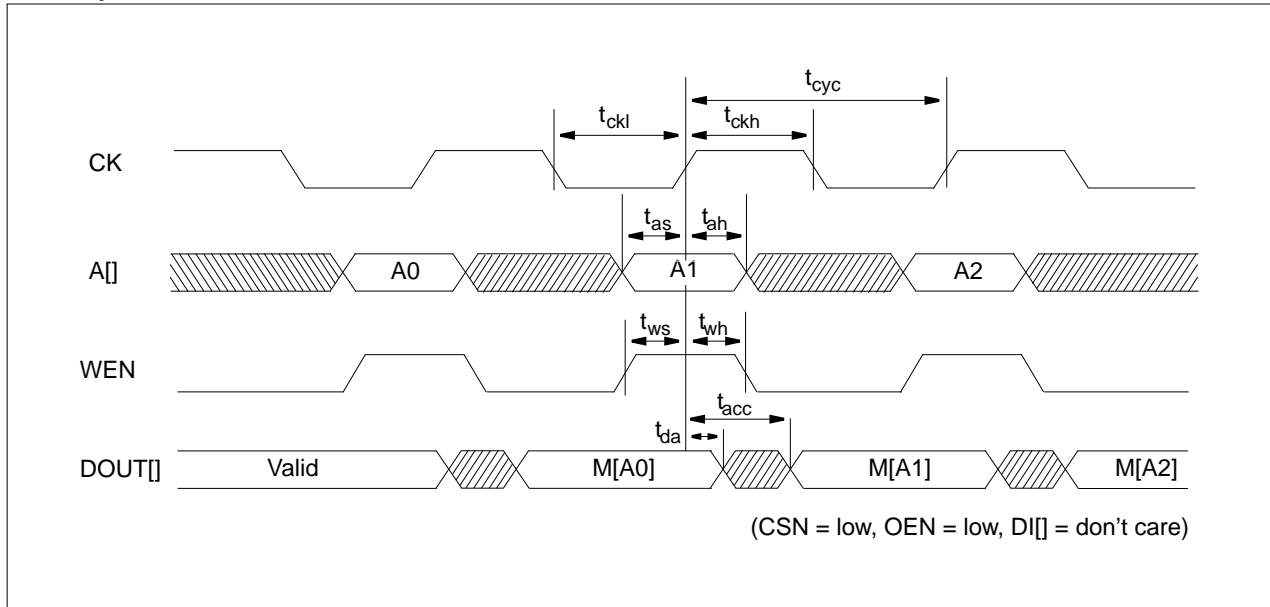 tcyc
tckl tckh
CK
tas tah
A[] A0 A1 A2
tws twh
WEN
tacc
tda
DOUT[] Valid M[A0] M[A1] M[A2]
(CSN = low, OEN = low, DI[] = don't care)